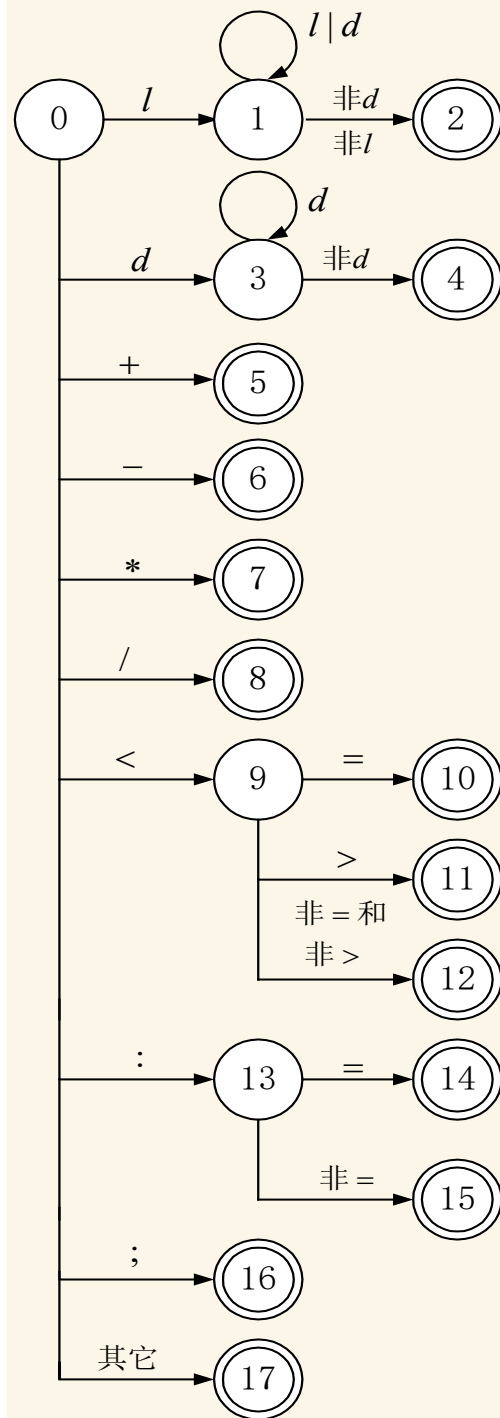 l | d
0 l 1 非d 2
非l
d
d 3 非d 4
+ 5
− 6
* 7
/ 8
< 9 = 10
> 11
非 = 和
非 > 12
: 13 = 14
非 = 15
; 16
其它 17